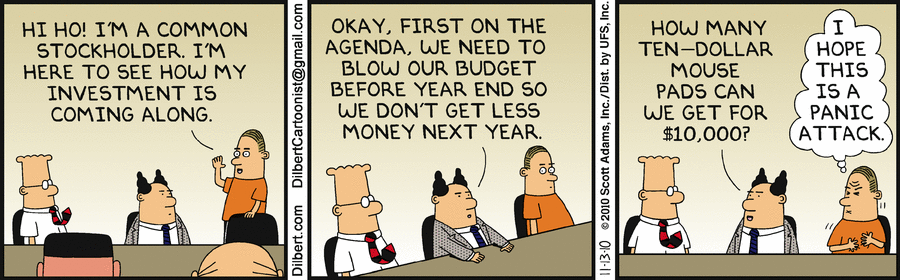 HI HO! I'M A COMMON
STOCKHOLDER. I'M
HERE TO SEE HOW MY
INVESTMENT IS
COMING ALONG.
Dilbert.com DilbertCartoonist@gmail.com
OKAY, FIRST ON THE
AGENDA, WE NEED TO
BLOW OUR BUDGET
BEFORE YEAR END SO
WE DON'T GET LESS
MONEY NEXT YEAR.
11-13-10 © 2010 Scott Adams, Inc./Dist. by UFS, Inc.
HOW MANY
TEN-DOLLAR
MOUSE
PADS CAN
WE GET FOR
$10,000?
I
HOPE
THIS
IS A
PANIC
ATTACK.